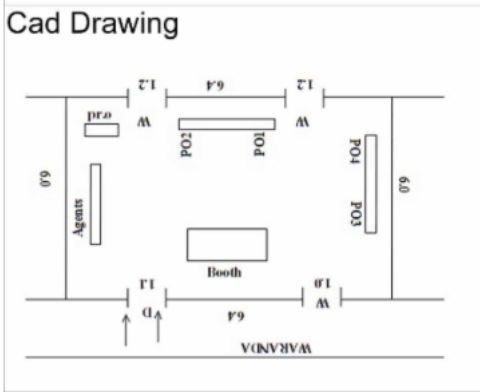 Cad Drawing
1.2
6.4
1.2
pr.o
W
W
PO2
PO1
PO4
6.0
6.0
Agents
PO3
Booth
1.1
1.0
D
6.4
W
WARANDA